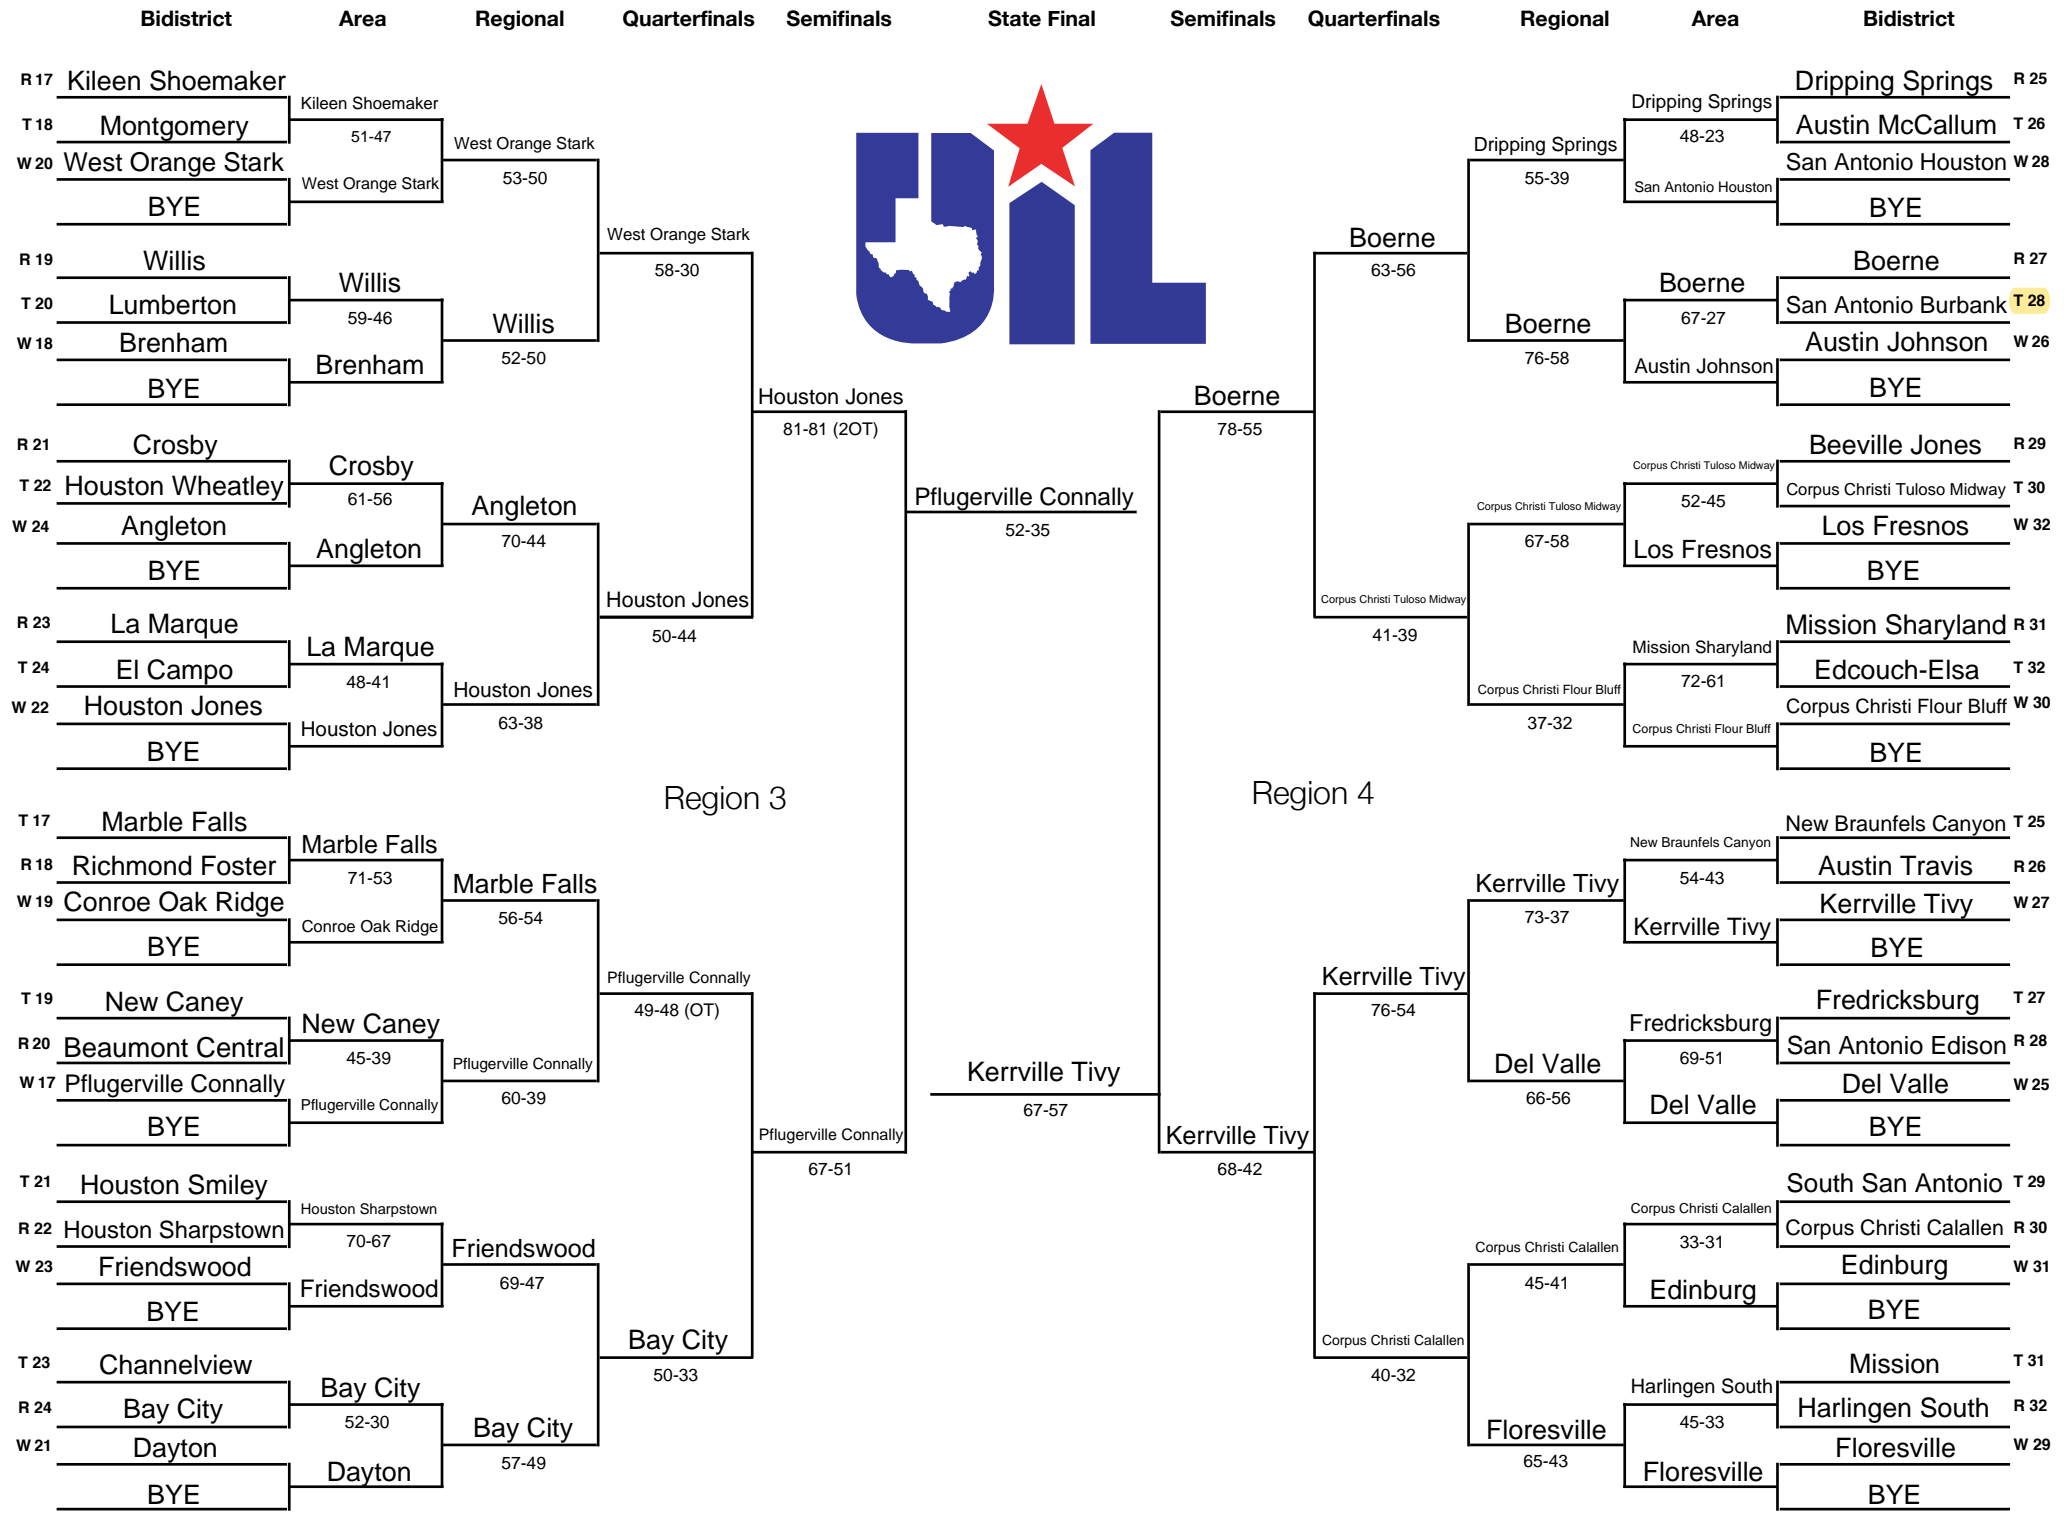 Bidistrict Area Regional Quarterfinals Semifinals State Final Semifinals Quarterfinals Regional Area Bidistrict
R 17 Kileen Shoemaker
Kileen Shoemaker
T 18 Montgomery
51-47
West Orange Stark
53-50
W 20 West Orange Stark
West Orange Stark
BYE
West Orange Stark
58-30
R 19 Willis
Willis
T 20 Lumberton
59-46
Willis
52-50
W 18 Brenham
Brenham
BYE
Houston Jones
81-81 (2OT)
R 21 Crosby
Crosby
T 22 Houston Wheatley
61-56
Angleton
70-44
W 24 Angleton
Angleton
BYE
Houston Jones
50-44
R 23 La Marque
La Marque
T 24 El Campo
48-41
Houston Jones
63-38
W 22 Houston Jones
Houston Jones
BYE
Region 3
T 17 Marble Falls
Marble Falls
R 18 Richmond Foster
71-53
Marble Falls
56-54
W 19 Conroe Oak Ridge
Conroe Oak Ridge
BYE
Pflugerville Connally
49-48 (OT)
T 19 New Caney
New Caney
R 20 Beaumont Central
45-39
Pflugerville Connally
60-39
W 17 Pflugerville Connally
Pflugerville Connally
BYE
Pflugerville Connally
67-51
T 21 Houston Smiley
Houston Sharpstown
R 22 Houston Sharpstown
70-67
Friendswood
69-47
W 23 Friendswood
Friendswood
BYE
Bay City
50-33
T 23 Channelview
Bay City
R 24 Bay City
52-30
Bay City
57-49
W 21 Dayton
Dayton
BYE
UIL
Pflugerville Connally
52-35
Kerrville Tivy
67-57
Dripping Springs R 25
Dripping Springs
Austin McCallum T 26
48-23
Dripping Springs
55-39
San Antonio Houston W 28
San Antonio Houston
BYE
Boerne
63-56
Boerne R 27
Boerne
San Antonio Burbank T 28
67-27
Boerne
76-58
Austin Johnson W 26
Austin Johnson
BYE
Boerne
78-55
Beeville Jones R 29
Corpus Christi Tuloso Midway
Corpus Christi Tuloso Midway T 30
52-45
Corpus Christi Tuloso Midway
67-58
Los Fresnos W 32
Los Fresnos
BYE
Corpus Christi Tuloso Midway
41-39
Mission Sharyland R 31
Mission Sharyland
Edcouch-Elsa T 32
72-61
Corpus Christi Flour Bluff
37-32
Corpus Christi Flour Bluff W 30
Corpus Christi Flour Bluff
BYE
Region 4
New Braunfels Canyon T 25
New Braunfels Canyon
Austin Travis R 26
54-43
Kerrville Tivy
73-37
Kerrville Tivy W 27
Kerrville Tivy
BYE
Kerrville Tivy
76-54
Fredricksburg T 27
Fredricksburg
San Antonio Edison R 28
69-51
Del Valle
66-56
Del Valle W 25
Del Valle
BYE
Kerrville Tivy
68-42
South San Antonio T 29
Corpus Christi Calallen
Corpus Christi Calallen R 30
33-31
Corpus Christi Calallen
45-41
Edinburg W 31
Edinburg
BYE
Corpus Christi Calallen
40-32
Mission T 31
Harlingen South
Harlingen South R 32
45-33
Floresville
65-43
Floresville W 29
Floresville
BYE